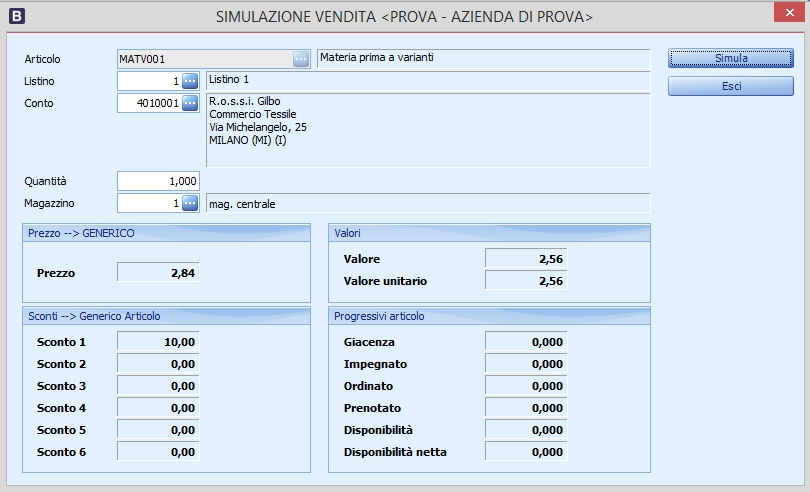 B
SIMULAZIONE VENDITA <PROVA - AZIENDA DI PROVA>
Articolo MATV001 ... Materia prima a varianti
Simula
Listino 1 ... Listino 1
Esci
Conto 4010001 ... R.o.s.s.i. Gilbo
Commercio Tessile
Via Michelangelo, 25
MILANO (MI) (I)
Quantità 1,000
Magazzino 1 ... mag. centrale
Prezzo --> GENERICO
Prezzo 2,84
Valori
Valore 2,56
Valore unitario 2,56
Sconti --> Generico Articolo
Sconto 1 10,00
Sconto 2 0,00
Sconto 3 0,00
Sconto 4 0,00
Sconto 5 0,00
Sconto 6 0,00
Progressivi articolo
Giacenza 0,000
Impegnato 0,000
Ordinato 0,000
Prenotato 0,000
Disponibilità 0,000
Disponibilità netta 0,000